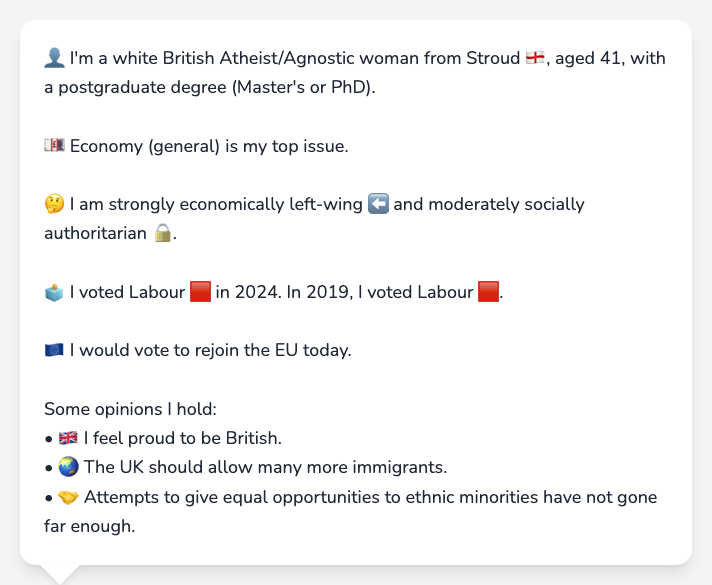 👤 I'm a white British Atheist/Agnostic woman from Stroud 🏴󠁧󠁢󠁥󠁮󠁧󠁿, aged 41, with
a postgraduate degree (Master's or PhD).
💷 Economy (general) is my top issue.
🤔 I am strongly economically left-wing ⬅️ and moderately socially
authoritarian 🔒.
🗳️ I voted Labour 🟥 in 2024. In 2019, I voted Labour 🟥.
🇪🇺 I would vote to rejoin the EU today.
Some opinions I hold:
• 🇬🇧 I feel proud to be British.
• 🌏 The UK should allow many more immigrants.
• 🤝 Attempts to give equal opportunities to ethnic minorities have not gone
far enough.